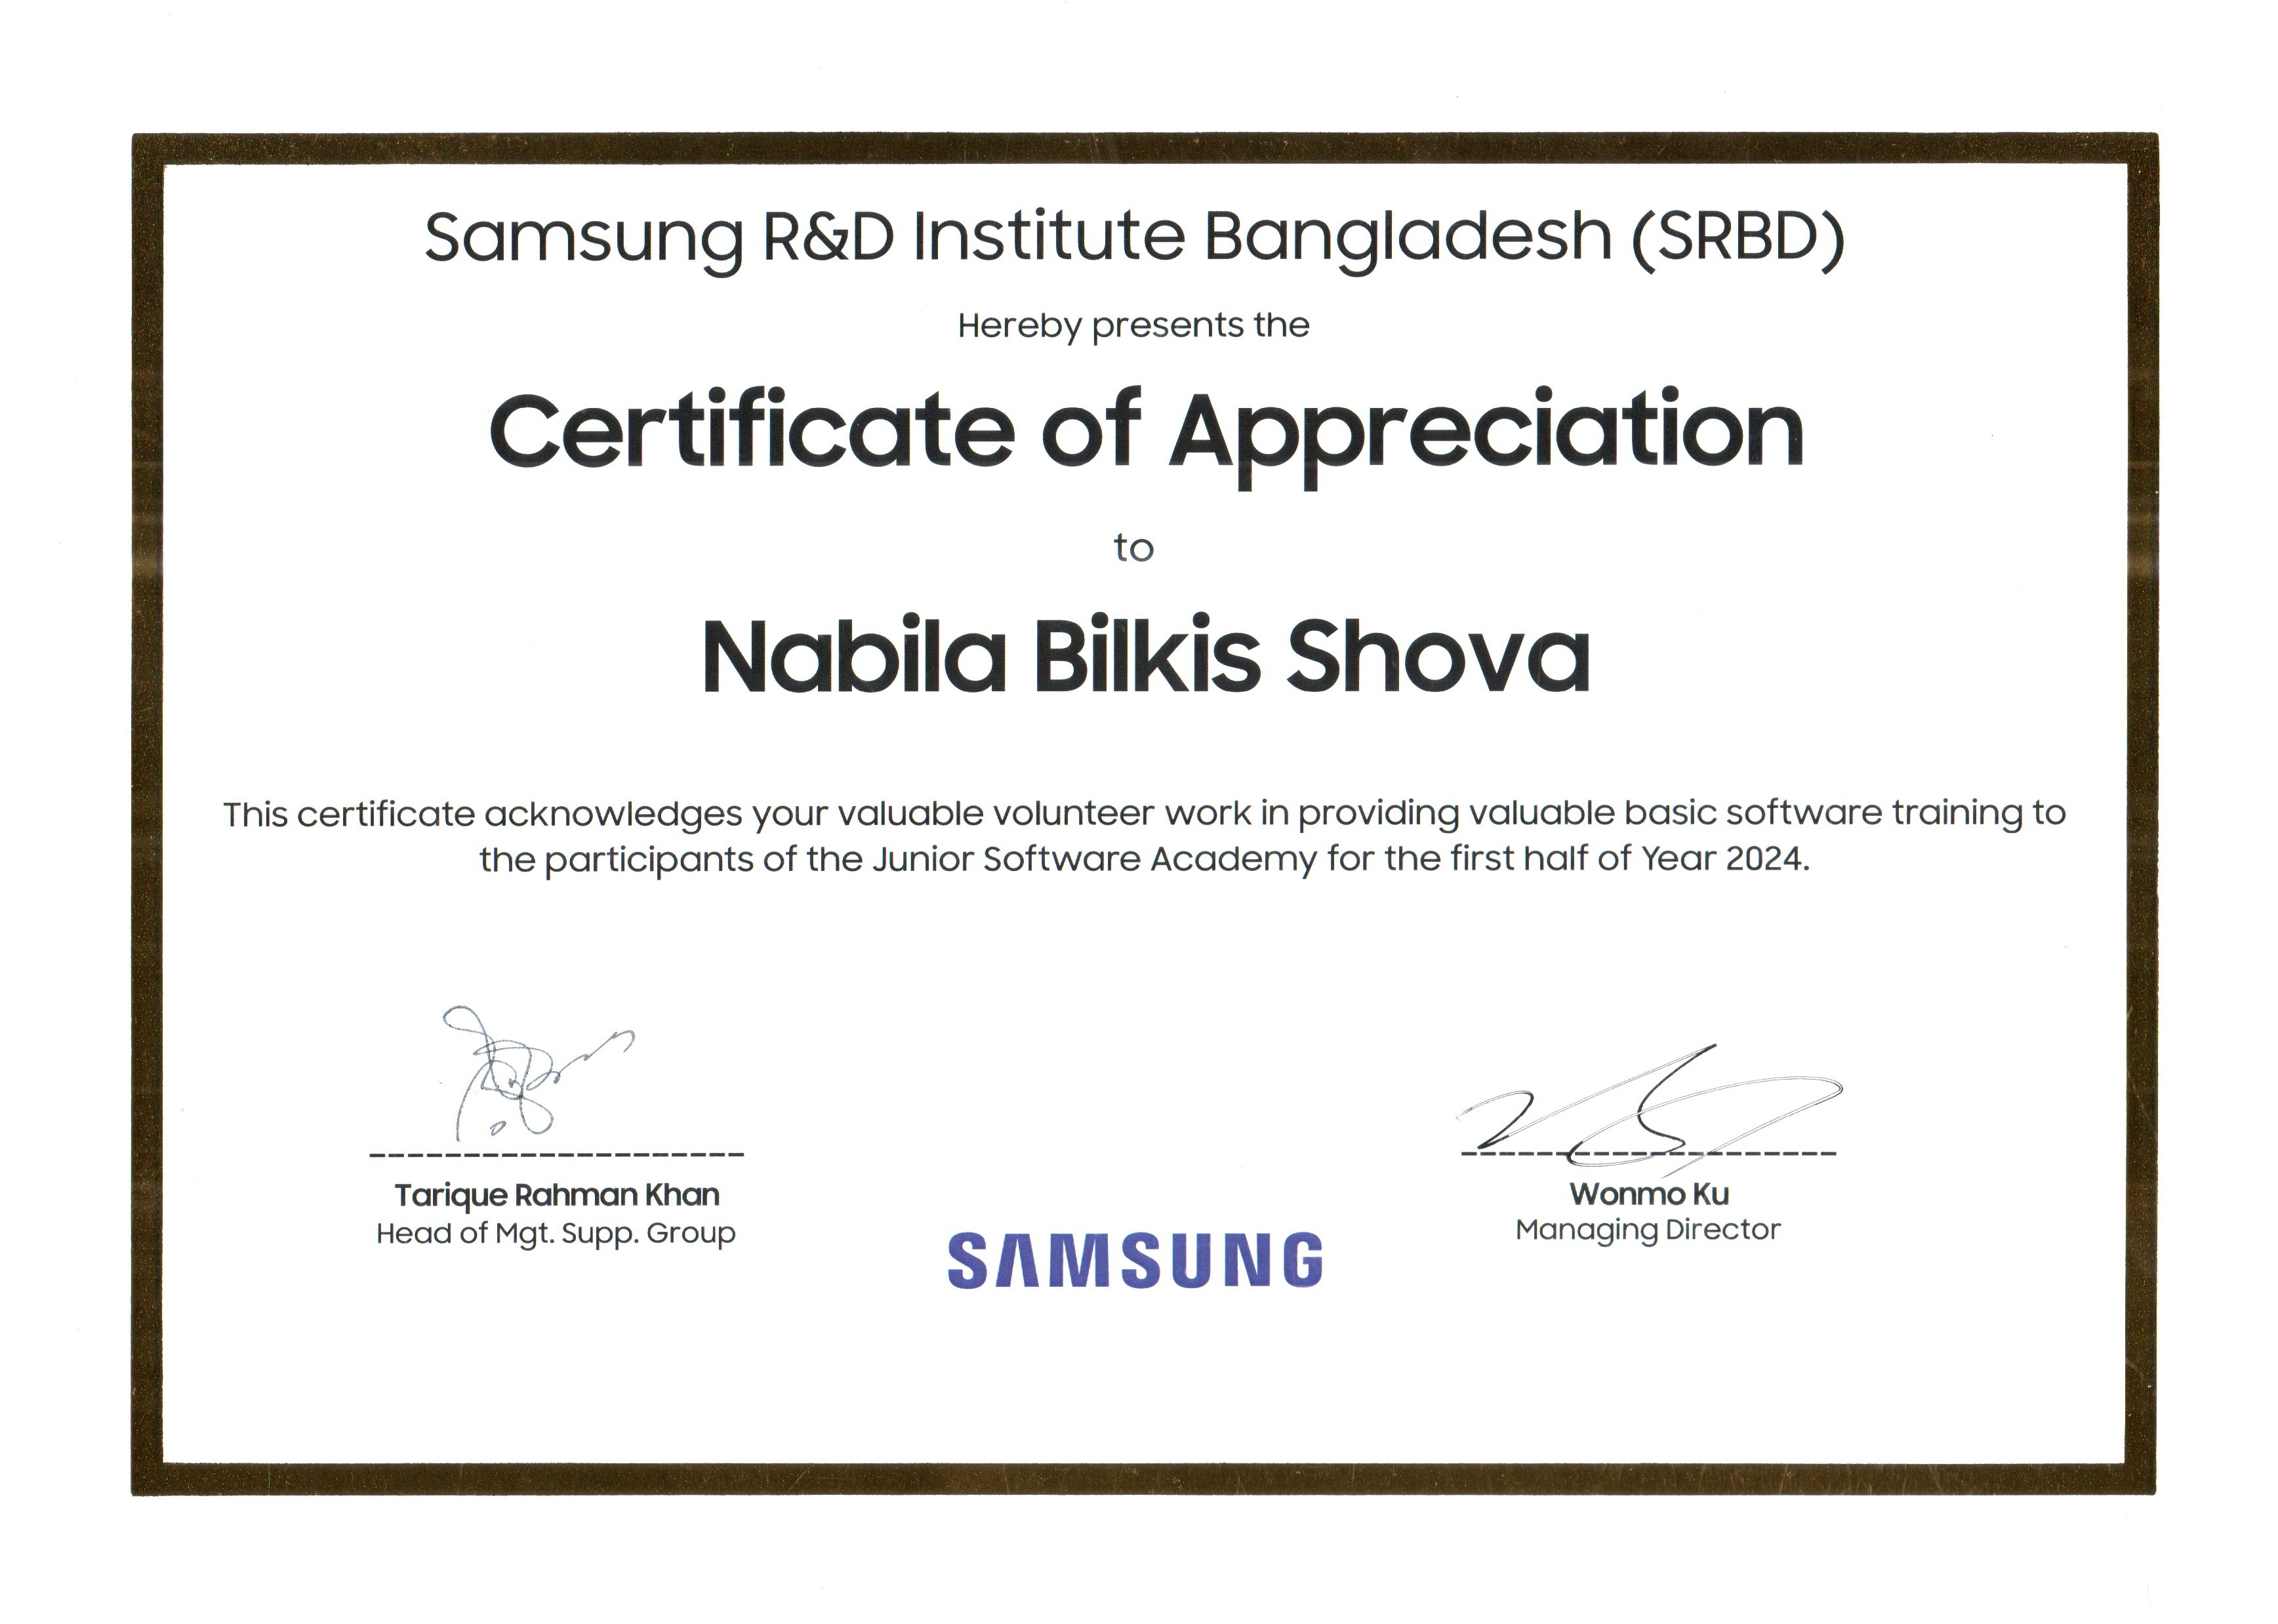 Samsung R&D Institute Bangladesh (SRBD)
Hereby presents the
Certificate of Appreciation
to
Nabila Bilkis Shova
This certificate acknowledges your valuable volunteer work in providing valuable basic software training to
the participants of the Junior Software Academy for the first half of Year 2024.
Tarique Rahman Khan
Head of Mgt. Supp. Group
Wonmo Ku
Managing Director
SAMSUNG